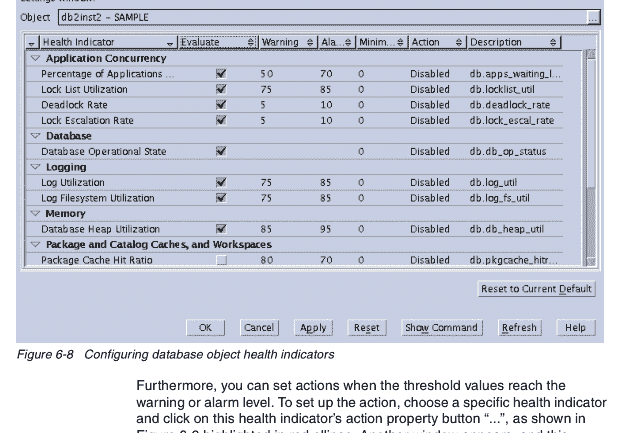 Object db2inst2 - SAMPLE ...
Health Indicator Evaluate Warning Ala... Minim... Action Description
Application Concurrency
Percentage of Applications ... 50 70 0 Disabled db.apps_waiting_l...
Lock List Utilization 75 85 0 Disabled db.locklist_util
Deadlock Rate 5 10 0 Disabled db.deadlock_rate
Lock Escalation Rate 5 10 0 Disabled db.lock_escal_rate
Database
Database Operational State 0 Disabled db.db_op_status
Logging
Log Utilization 75 85 0 Disabled db.log_util
Log Filesystem Utilization 75 85 0 Disabled db.log_fs_util
Memory
Database Heap Utilization 85 95 0 Disabled db.db_heap_util
Package and Catalog Caches, and Workspaces
Package Cache Hit Ratio 80 70 0 Disabled db.pkgcache_hitr...
Reset to Current Default
OK Cancel Apply Reset Show Command Refresh Help
Figure 6-8 Configuring database object health indicators
Furthermore, you can set actions when the threshold values reach the
warning or alarm level. To set up the action, choose a specific health indicator
and click on this health indicator's action property button “...”, as shown in